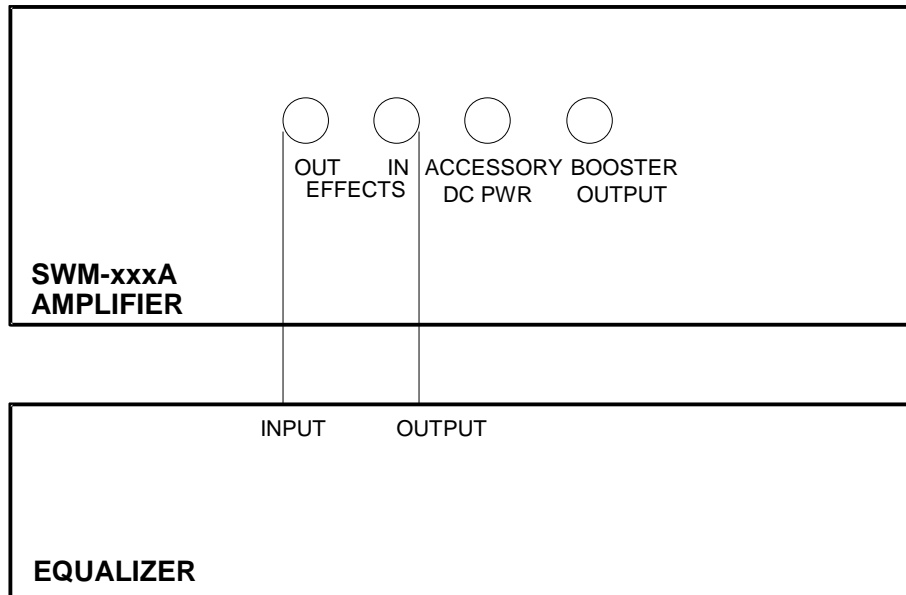 OUT IN ACCESSORY BOOSTER
EFFECTS DC PWR OUTPUT
SWM-xxxA
AMPLIFIER
INPUT OUTPUT
EQUALIZER